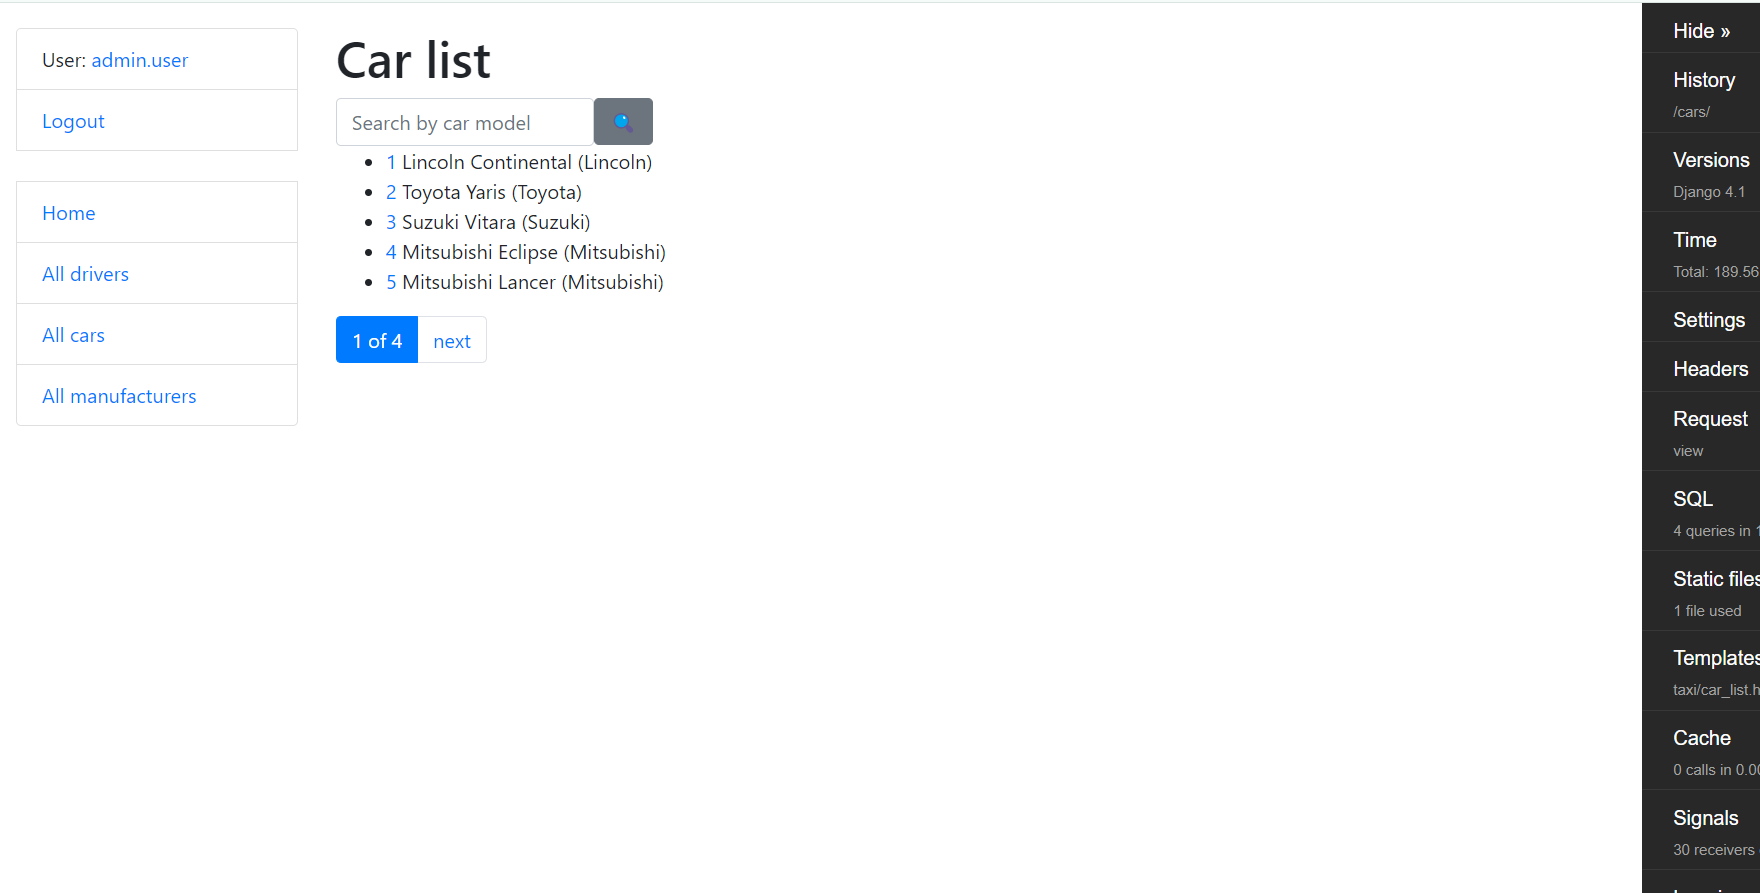 User: admin.user
Logout
Home
All drivers
All cars
All manufacturers
Car list
Search by car model
1 Lincoln Continental (Lincoln)
2 Toyota Yaris (Toyota)
3 Suzuki Vitara (Suzuki)
4 Mitsubishi Eclipse (Mitsubishi)
5 Mitsubishi Lancer (Mitsubishi)
1 of 4 next
Hide »
History
/cars/
Versions
Django 4.1
Time
Total: 189.56
Settings
Headers
Request
view
SQL
4 queries in 1
Static files
1 file used
Templates
taxi/car_list.h
Cache
0 calls in 0.00
Signals
30 receivers